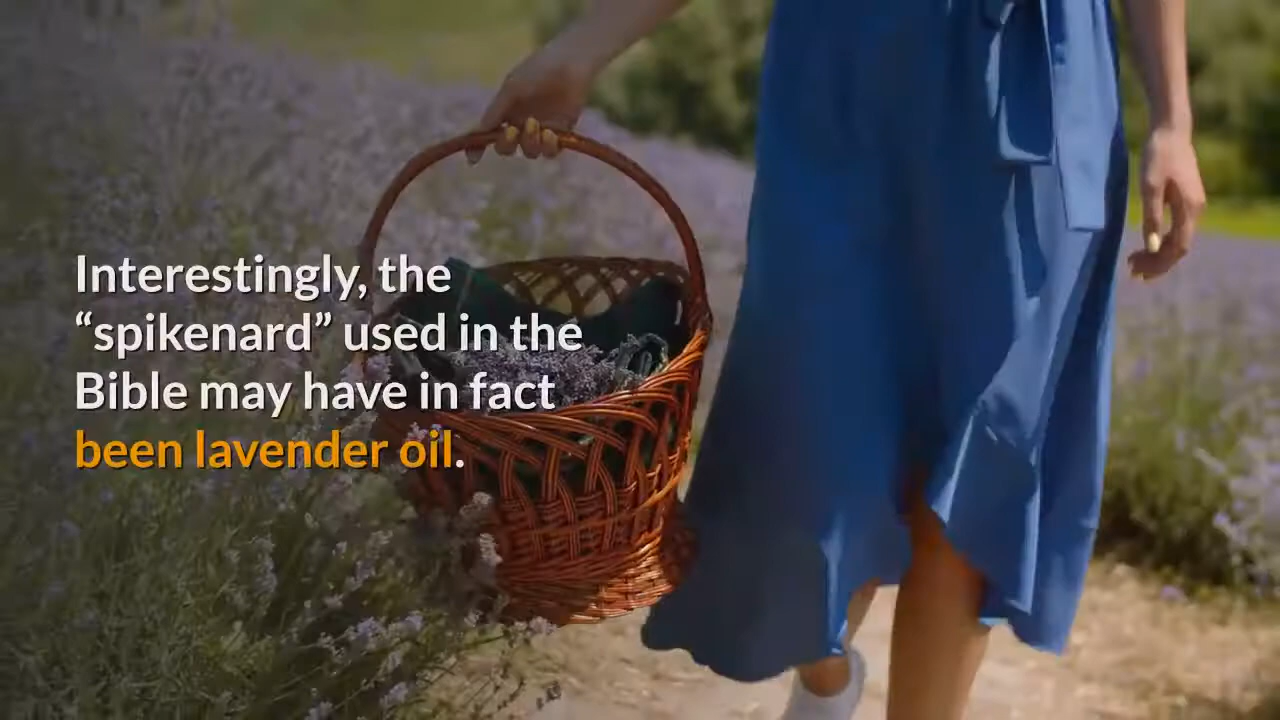 Interestingly, the
“spikenard” used in the
Bible may have in fact
been lavender oil.